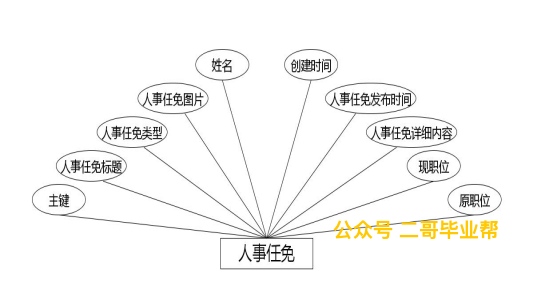 姓名
创建时间
人事任免图片
人事任免发布时间
人事任免类型
人事任免详细内容
人事任免标题
现职位
主键
原职位
公众号 二哥毕业帮
人事任免